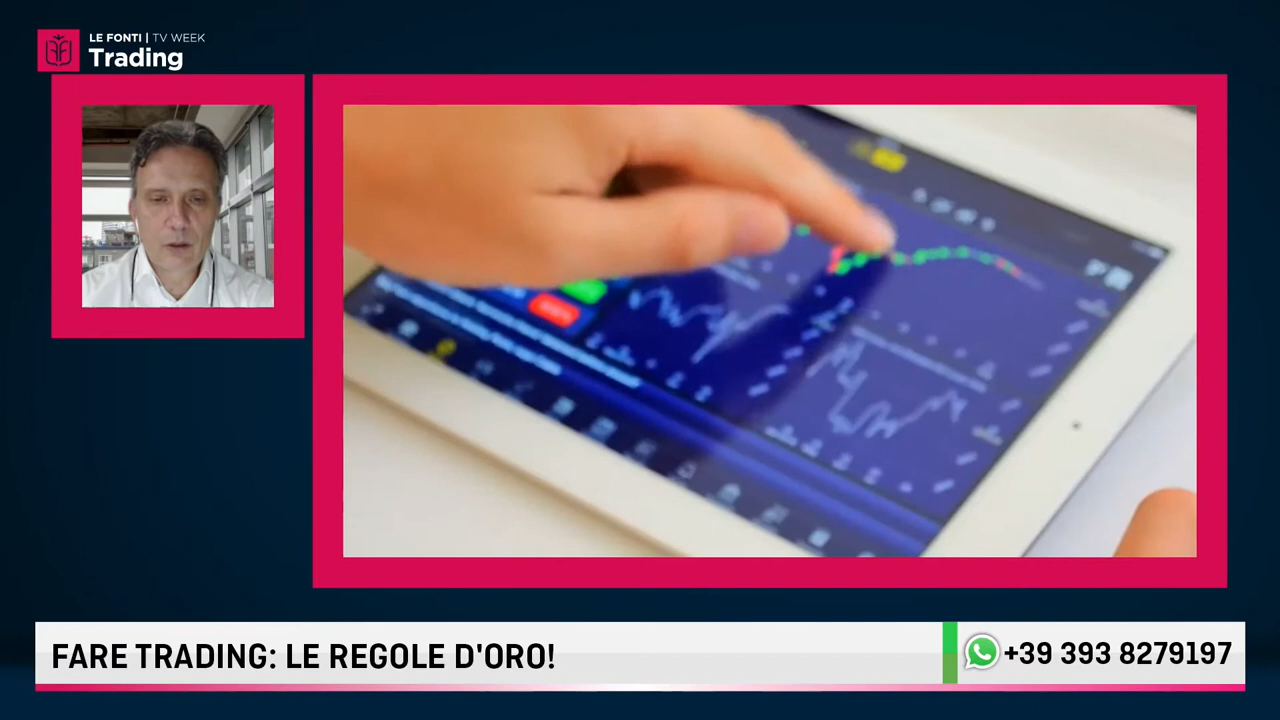 LE FONTI | TV WEEK
Trading
FARE TRADING: LE REGOLE D'ORO!
+39 393 8279197